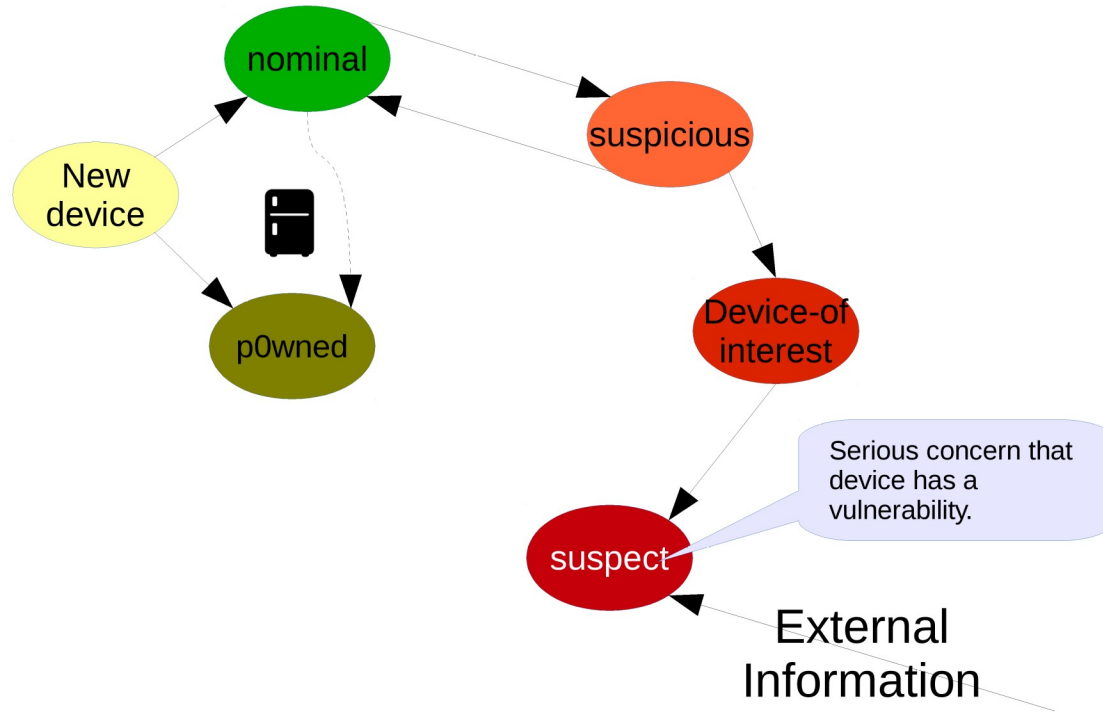 nominal
suspicious
New
device
p0wned
Device-of
interest
Serious concern that
device has a
vulnerability.
suspect
External
Information